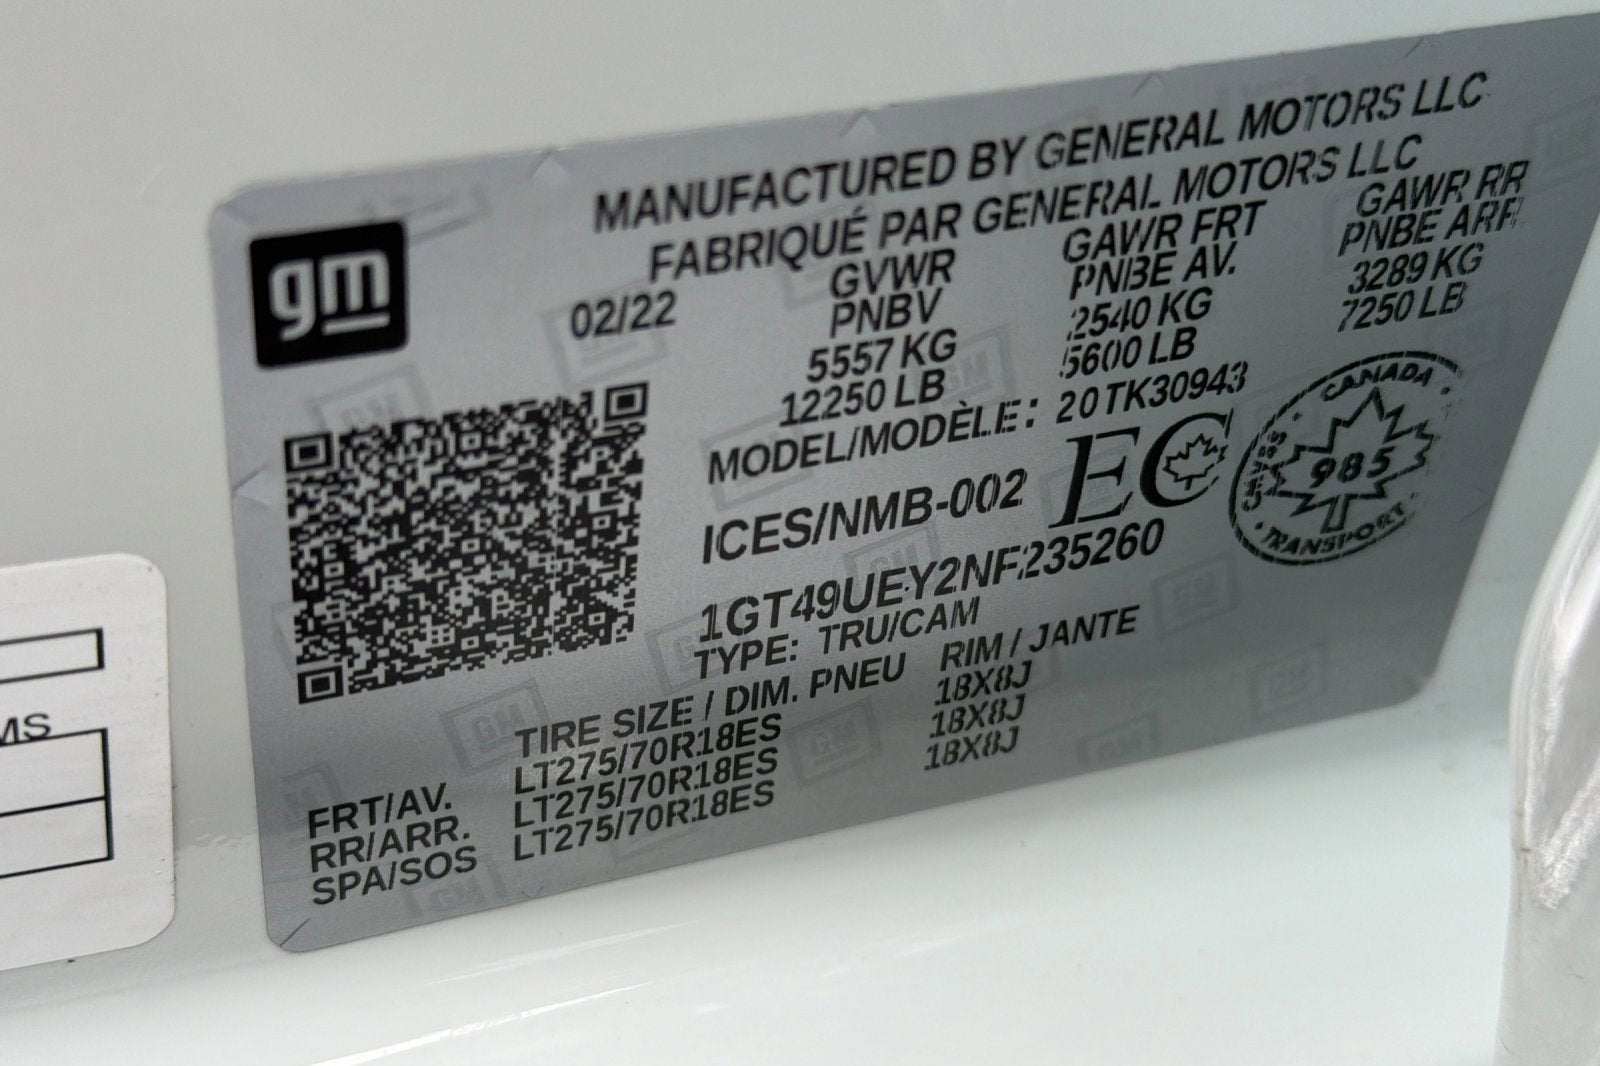 MANUFACTURED BY GENERAL MOTORS LLC
FABRIQUÉ PAR GENERAL MOTORS LLC
gm
02/22
GVWR GAWR FRT GAWR RR
PNBV PNBE AV. PNBE ARR.
5557 KG 2540 KG 3289 KG
12250 LB 5600 LB 7250 LB
MODEL/MODÈLE: 20TK30943
ICES/NMB-002 EC
CANADA
CMVSS
985
TRANSPORT
1GT49UEY2NF235260
TYPE: TRU/CAM
TIRE SIZE / DIM. PNEU RIM / JANTE
FRT/AV. LT275/70R18ES 18X8J
RR/ARR. LT275/70R18ES 18X8J
SPA/SOS LT275/70R18ES 18X8J
MS